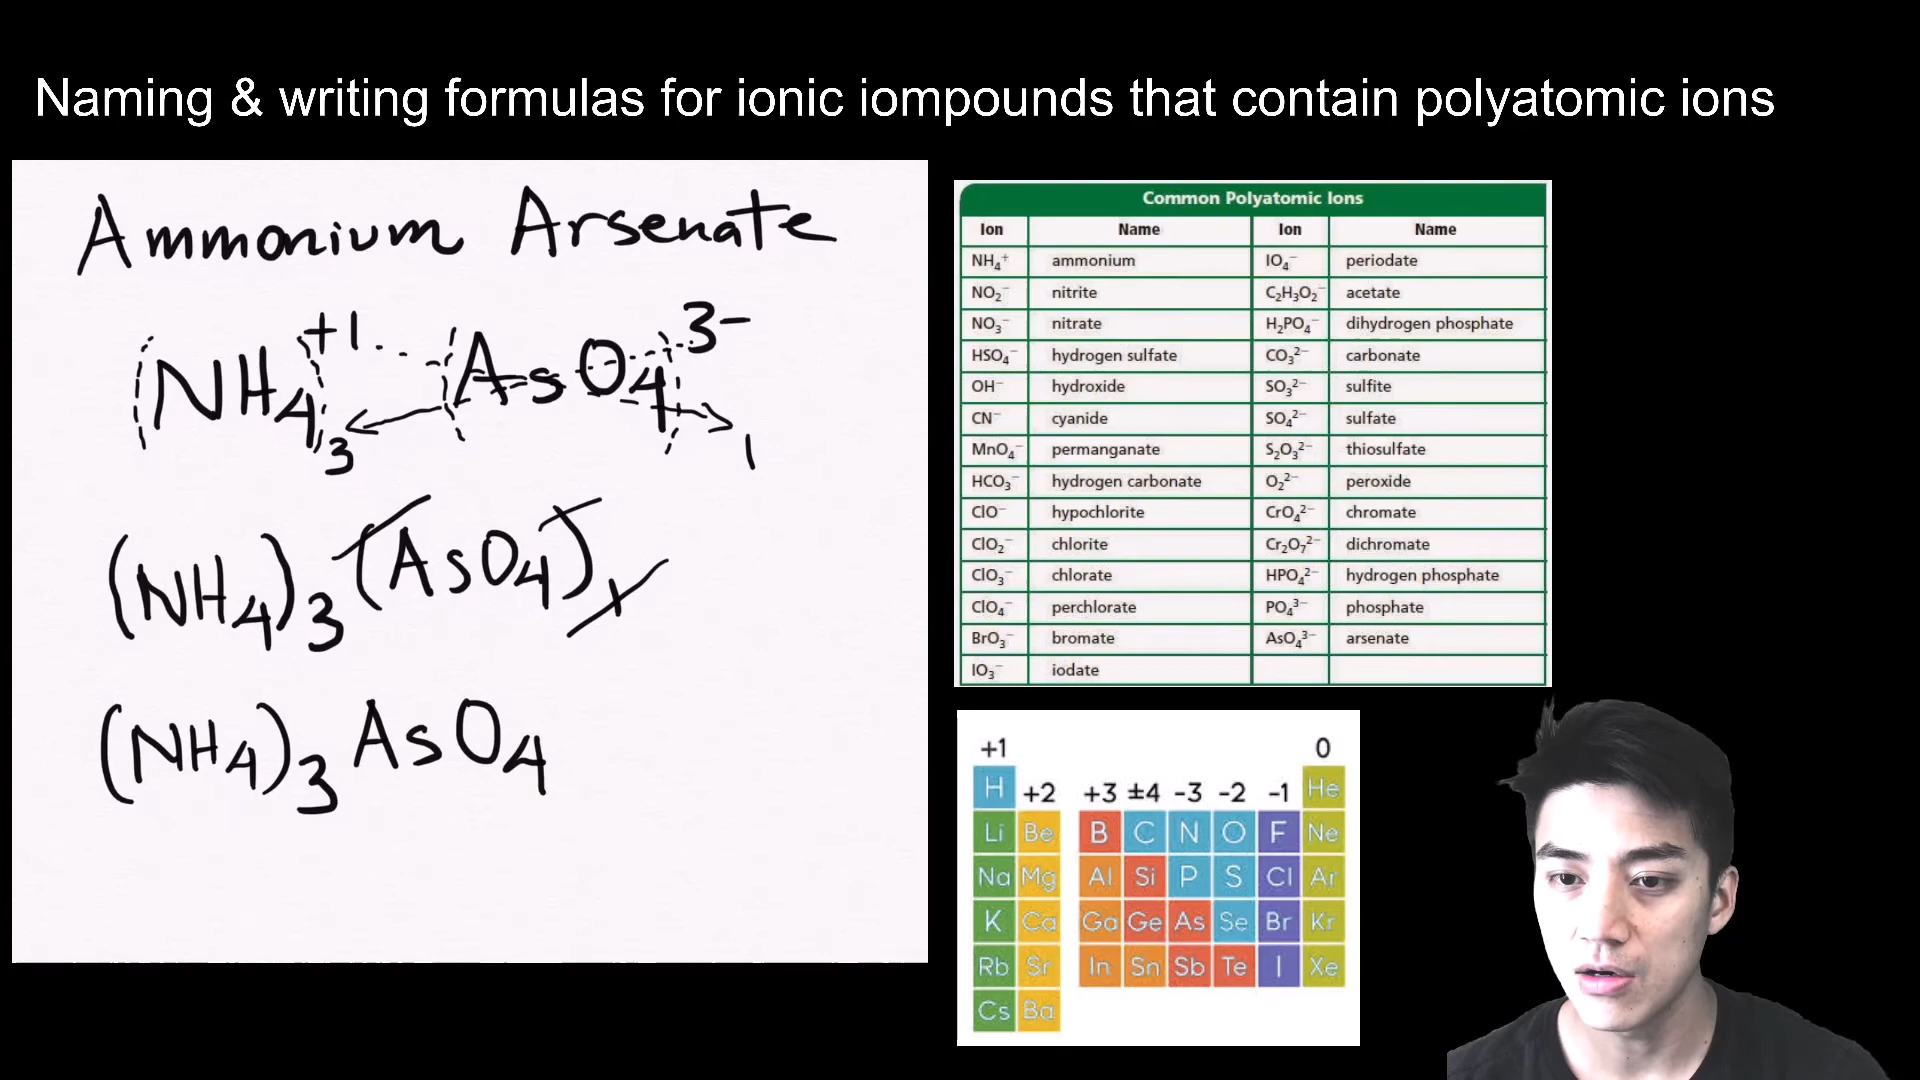 Naming & writing formulas for ionic iompounds that contain polyatomic ions
Ammonium Arsenate
NH₄⁺¹ AsO₄³⁻
3 1
(NH₄)₃(AsO₄)₁
(NH₄)₃AsO₄
Common Polyatomic Ions
Ion Name Ion Name
NH₄⁺ ammonium IO₄⁻ periodate
NO₂⁻ nitrite C₂H₃O₂⁻ acetate
NO₃⁻ nitrate H₂PO₄⁻ dihydrogen phosphate
HSO₄⁻ hydrogen sulfate CO₃²⁻ carbonate
OH⁻ hydroxide SO₃²⁻ sulfite
CN⁻ cyanide SO₄²⁻ sulfate
MnO₄⁻ permanganate S₂O₃²⁻ thiosulfate
HCO₃⁻ hydrogen carbonate O₂²⁻ peroxide
ClO⁻ hypochlorite CrO₄²⁻ chromate
ClO₂⁻ chlorite Cr₂O₇²⁻ dichromate
ClO₃⁻ chlorate HPO₄²⁻ hydrogen phosphate
ClO₄⁻ perchlorate PO₄³⁻ phosphate
BrO₃⁻ bromate AsO₄³⁻ arsenate
IO₃⁻ iodate
+1 0
H +2 +3 ±4 -3 -2 -1 He
Li Be B C N O F Ne
Na Mg Al Si P S Cl Ar
K Ca Ga Ge As Se Br Kr
Rb Sr In Sn Sb Te I Xe
Cs Ba